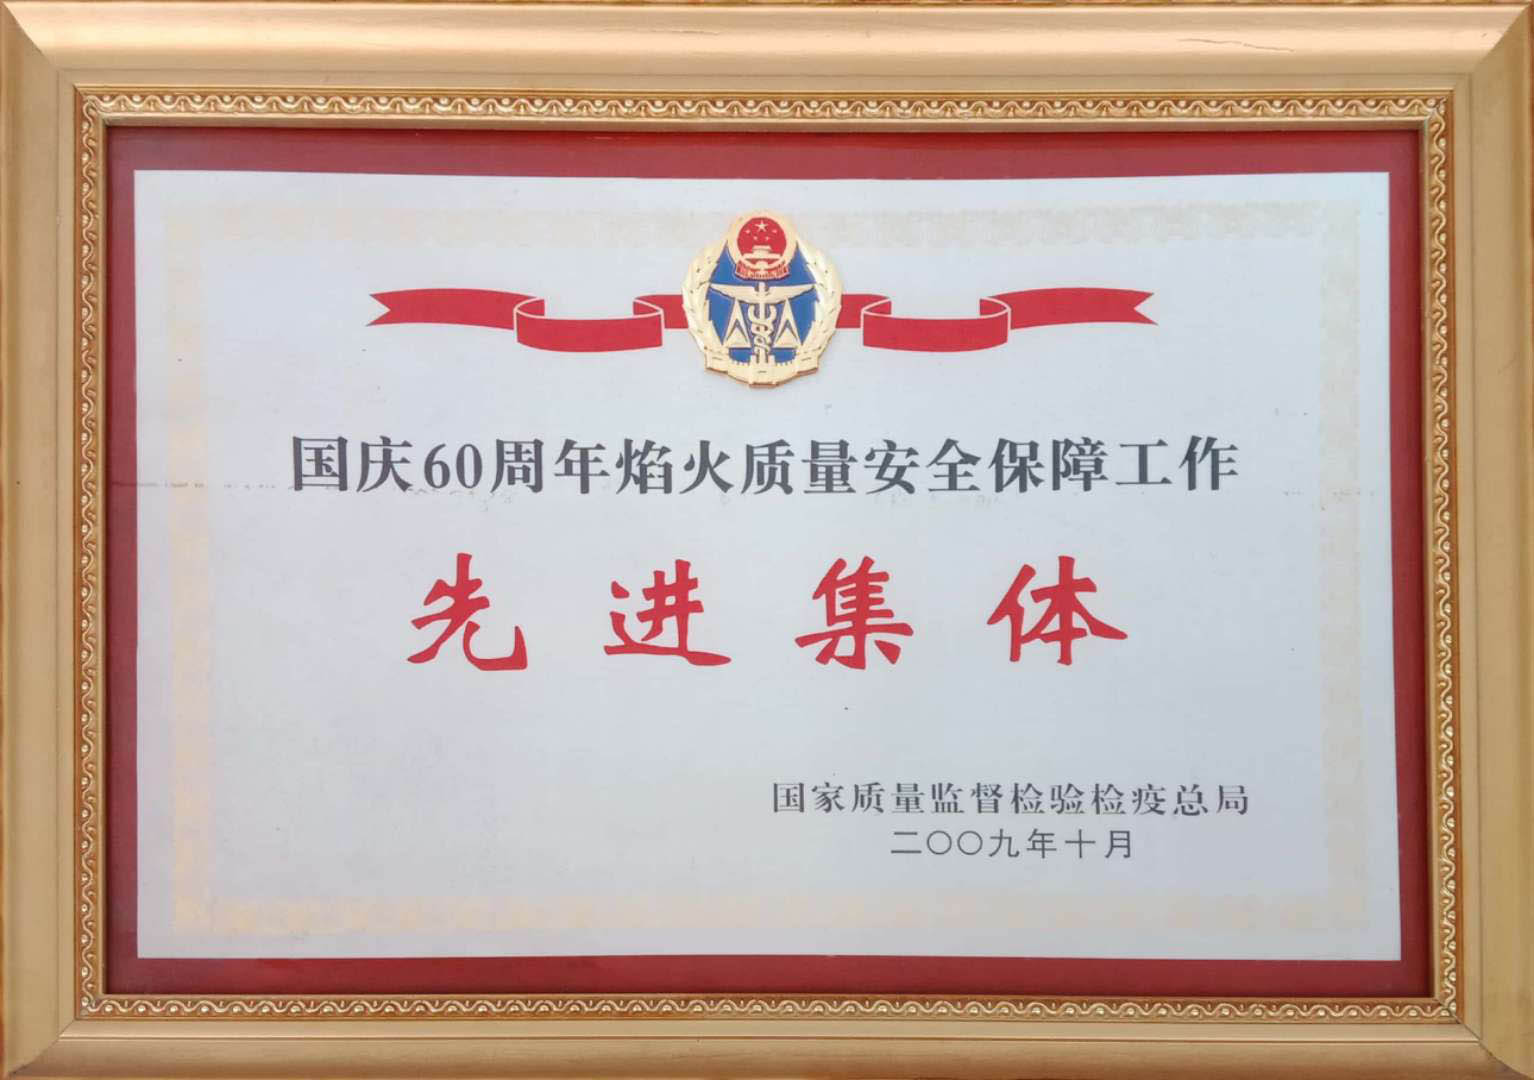 国庆60周年焰火质量安全保障工作
先进集体
国家质量监督检验检疫总局
二〇〇九年十月